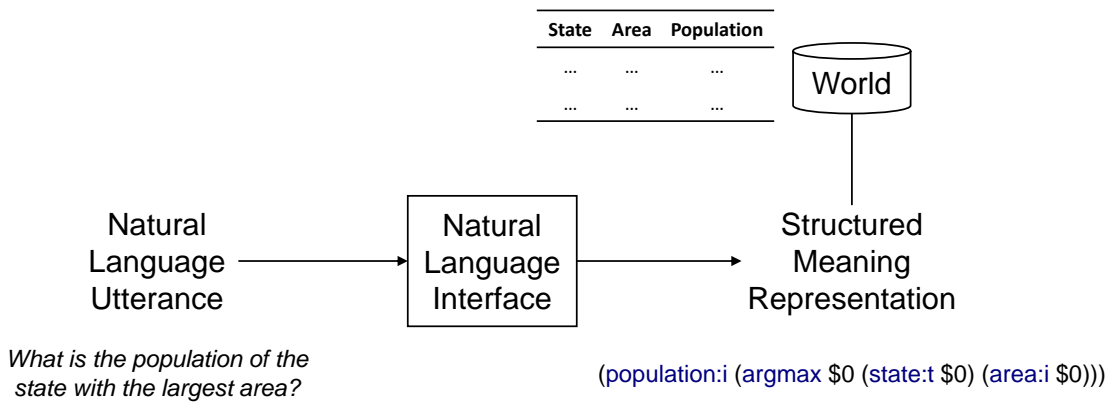 State Area Population
... ... ...
... ... ...
World
Natural
Language
Utterance
Natural
Language
Interface
Structured
Meaning
Representation
What is the population of the
state with the largest area?
(population:i (argmax $0 (state:t $0) (area:i $0)))